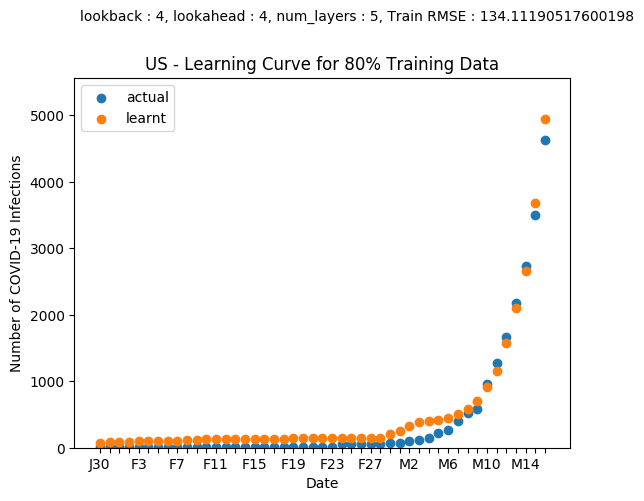 lookback : 4, lookahead : 4, num_layers : 5, Train RMSE : 134.11190517600198
US - Learning Curve for 80% Training Data
actual
learnt
5000
4000
3000
2000
1000
0
Number of COVID-19 Infections
J30 F3 F7 F11 F15 F19 F23 F27 M2 M6 M10 M14
Date